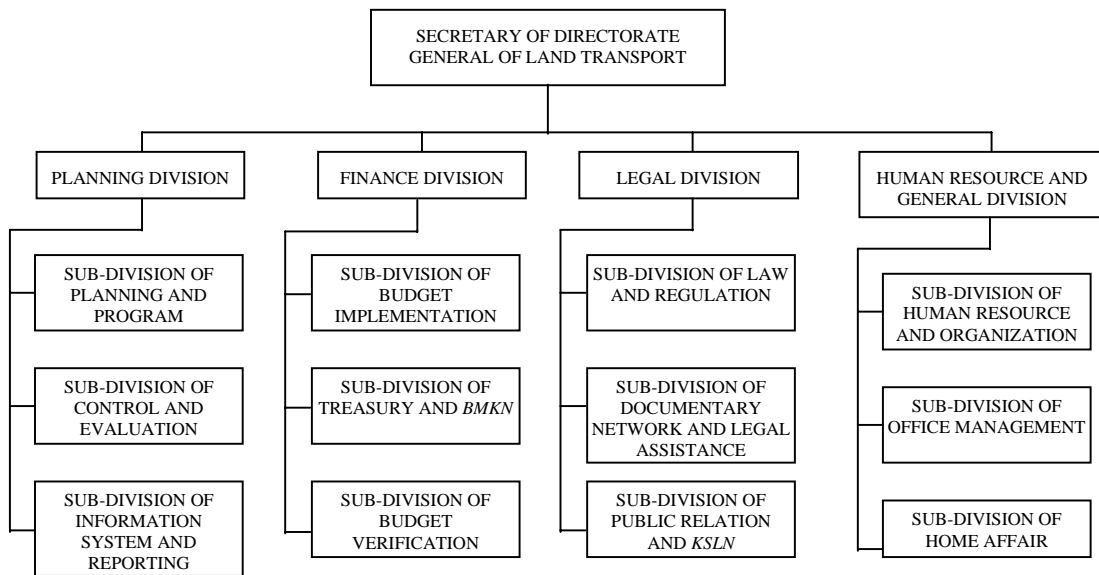 SECRETARY OF DIRECTORATE
GENERAL OF LAND TRANSPORT
PLANNING DIVISION
FINANCE DIVISION
LEGAL DIVISION
HUMAN RESOURCE AND
GENERAL DIVISION
SUB-DIVISION OF
PLANNING AND
PROGRAM
SUB-DIVISION OF
CONTROL AND
EVALUATION
SUB-DIVISION OF
INFORMATION
SYSTEM AND
REPORTING
SUB-DIVISION OF
BUDGET
IMPLEMENTATION
SUB-DIVISION OF
TREASURY AND BMKN
SUB-DIVISION OF
BUDGET
VERIFICATION
SUB-DIVISION OF LAW
AND REGULATION
SUB-DIVISION OF
DOCUMENTARY
NETWORK AND LEGAL
ASSISTANCE
SUB-DIVISION OF
PUBLIC RELATION
AND KSLN
SUB-DIVISION OF
HUMAN RESOURCE
AND ORGANIZATION
SUB-DIVISION OF
OFFICE MANAGEMENT
SUB-DIVISION OF
HOME AFFAIR